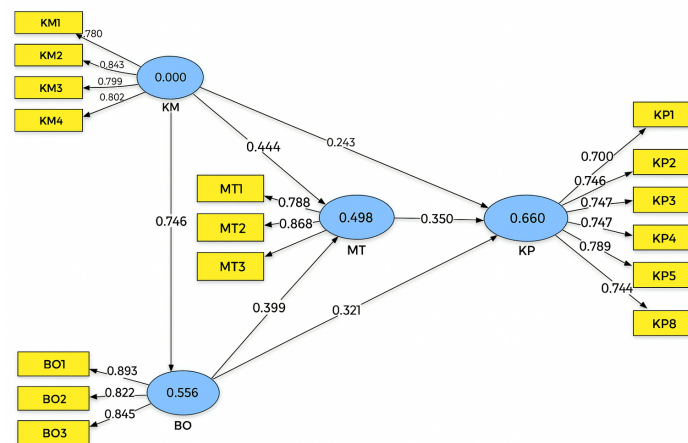 KM1
KM2
KM3
KM4
.780
0.843
0.799
0.802
0.000
KM
0.444
0.243
0.746
MT1
MT2
MT3
0.788
0.868
0.498
MT
0.350
0.660
KP
KP1
KP2
KP3
KP4
KP5
KP8
0.700
0.746
0.747
0.747
0.789
0.744
0.399
0.321
BO1
BO2
BO3
0.893
0.822
0.845
0.556
BO